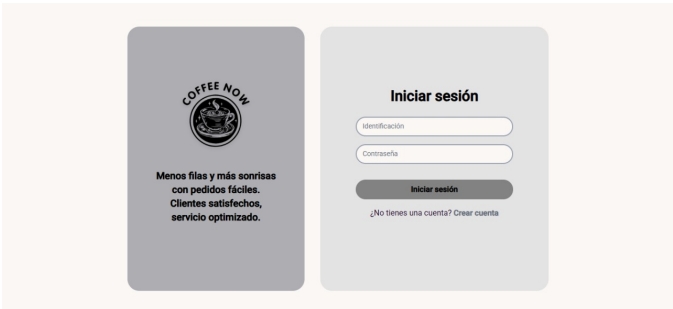 COFFEE NOW
Menos filas y más sonrisas
con pedidos fáciles.
Clientes satisfechos,
servicio optimizado.
Iniciar sesión
Identificación
Contraseña
Iniciar sesión
¿No tienes una cuenta? Crear cuenta